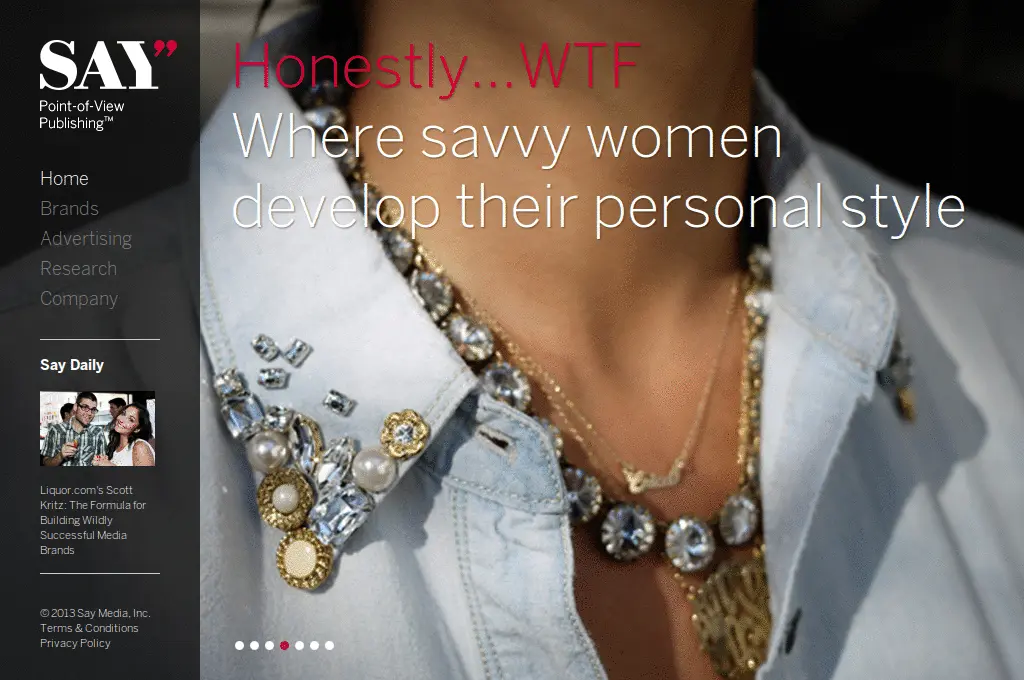 SAY”
Point-of-View
Publishing™
Home
Brands
Advertising
Research
Company
Say Daily
Liquor.com's Scott
Kritz: The Formula for
Building Wildly
Successful Media
Brands
© 2013 Say Media, Inc.
Terms & Conditions
Privacy Policy
Honestly...WTF
Where savvy women
develop their personal style